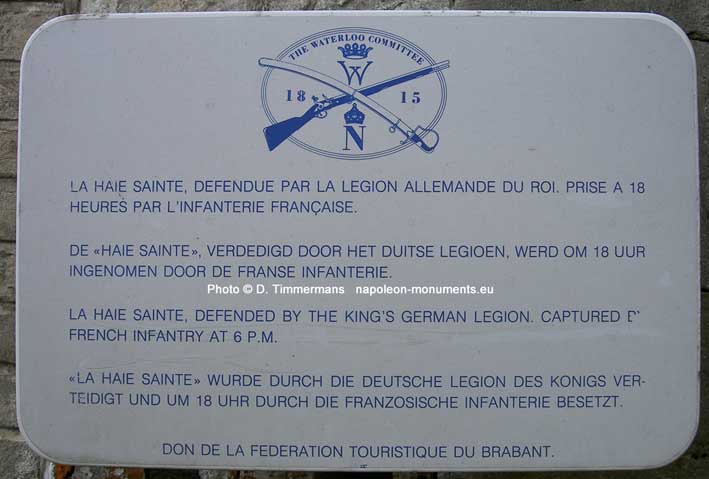 THE WATERLOO COMMITTEE
W
18 15
N
LA HAIE SAINTE, DEFENDUE PAR LA LEGION ALLEMANDE DU ROI. PRISE A 18
HEURES PAR L'INFANTERIE FRANÇAISE.
DE «HAIE SAINTE», VERDEDIGD DOOR HET DUITSE LEGIOEN, WERD OM 18 UUR
INGENOMEN DOOR DE FRANSE INFANTERIE.
Photo © D. Timmermans napoleon-monuments.eu
LA HAIE SAINTE, DEFENDED BY THE KING'S GERMAN LEGION. CAPTURED
FRENCH INFANTRY AT 6 P.M.
«LA HAIE SAINTE» WURDE DURCH DIE DEUTSCHE LEGION DES KONIGS VER-
TEIDIGT UND UM 18 UHR DURCH DIE FRANZOSISCHE INFANTERIE BESETZT.
DON DE LA FEDERATION TOURISTIQUE DU BRABANT.